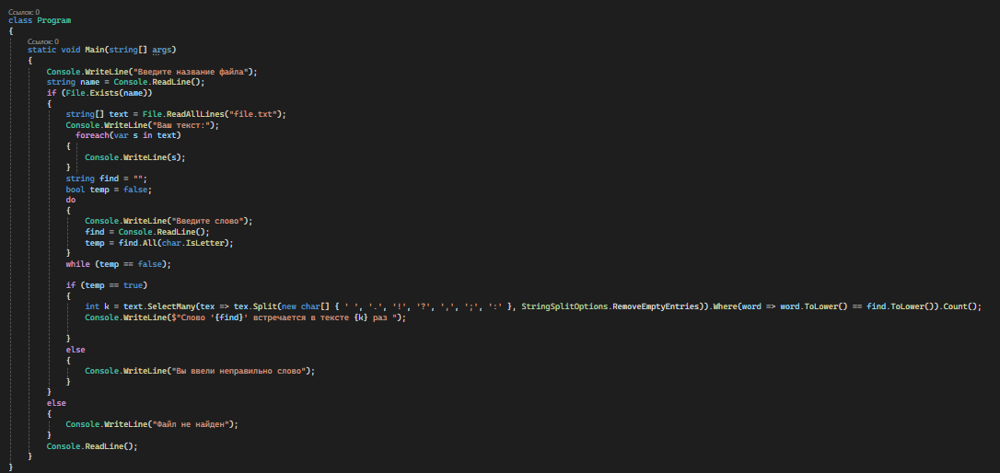 Ссылок: 0
class Program
{
Ссылок: 0
static void Main(string[] args)
{
Console.WriteLine("Введите название файла");
string name = Console.ReadLine();
if (File.Exists(name))
{
string[] text = File.ReadAllLines("file.txt");
Console.WriteLine("Ваш текст:");
foreach(var s in text)
{
Console.WriteLine(s);
}
string find = "";
bool temp = false;
do
{
Console.WriteLine("Введите слово");
find = Console.ReadLine();
temp = find.All(char.IsLetter);
}
while (temp == false);
if (temp == true)
{
int k = text.SelectMany(tex => tex.Split(new char[] { ' ', '.', '!', '?', ',', ';', ':' }, StringSplitOptions.RemoveEmptyEntries)).Where(word => word.ToLower() == find.ToLower()).Count();
Console.WriteLine($"Слово '{find}' встречается в тексте {k} раз ");
}
else
{
Console.WriteLine("Вы ввели неправильно слово");
}
}
else
{
Console.WriteLine("Файл не найден");
}
Console.ReadLine();
}
}